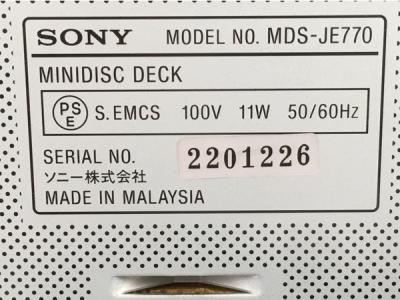 SONY MODEL NO. MDS-JE770
MINIDISC DECK
PSE S.EMCS 100V 11W 50/60Hz
SERIAL NO. 2201226
ソニー株式会社
MADE IN MALAYSIA